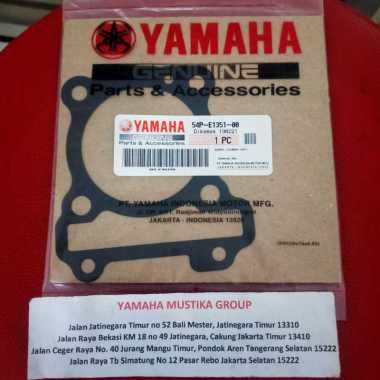 YAMAHA
GENUINE
Parts & Accessories
YAMAHA
GENUINE
Parts & Accessories
54P-E1351-00
1 PC
PT. YAMAHA INDONESIA MOTOR MFG.
JAKARTA - INDONESIA 13920
YAMAHA MUSTIKA GROUP
Jalan Jatinegara Timur no 52 Bali Mester, Jatinegara Timur 13310
Jalan Raya Bekasi KM 18 no 49 Jatinegara, Cakung Jakarta Timur 13410
Jalan Ceger Raya No. 40 Jurang Mangu Timur, Pondok Aren Tangerang Selatan 15222
Jalan Raya Tb Simatung No 12 Pasar Rebo Jakarta Selatan 15222